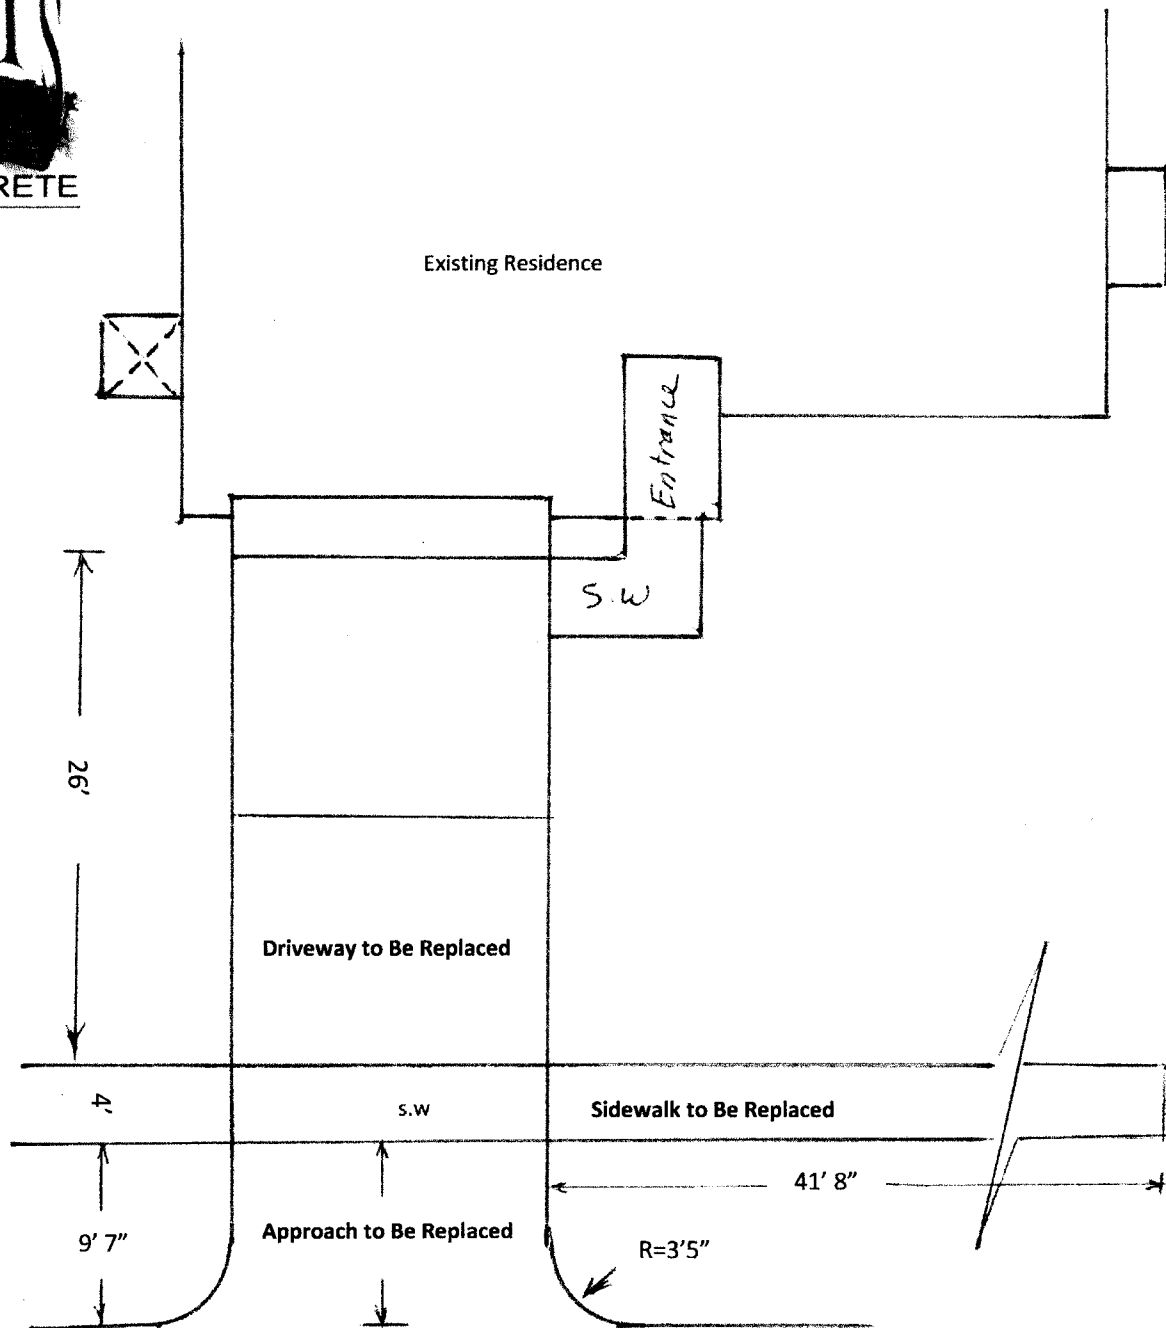 RETE
Existing Residence
Entrance
S.W
26'
Driveway to Be Replaced
4'
s.w
Sidewalk to Be Replaced
41' 8"
9' 7"
Approach to Be Replaced
R=3'5"